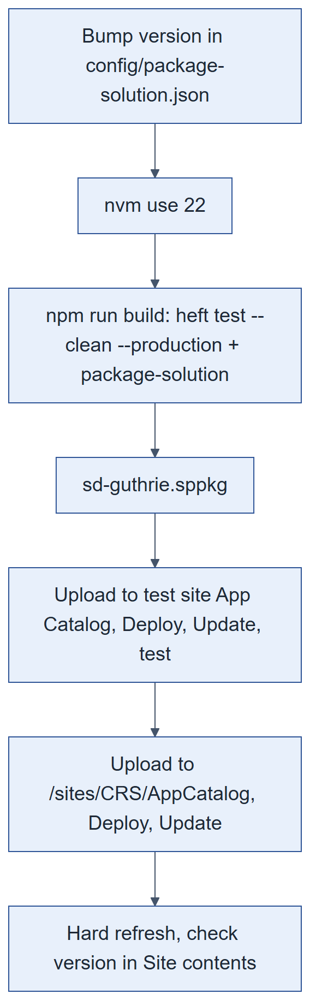 Bump version in
config/package-
solution.json
nvm use 22
npm run build: heft test --
clean --production +
package-solution
sd-guthrie.sppkg
Upload to test site App
Catalog, Deploy, Update,
test
Upload to
/sites/CRS/AppCatalog,
Deploy, Update
Hard refresh, check
version in Site contents